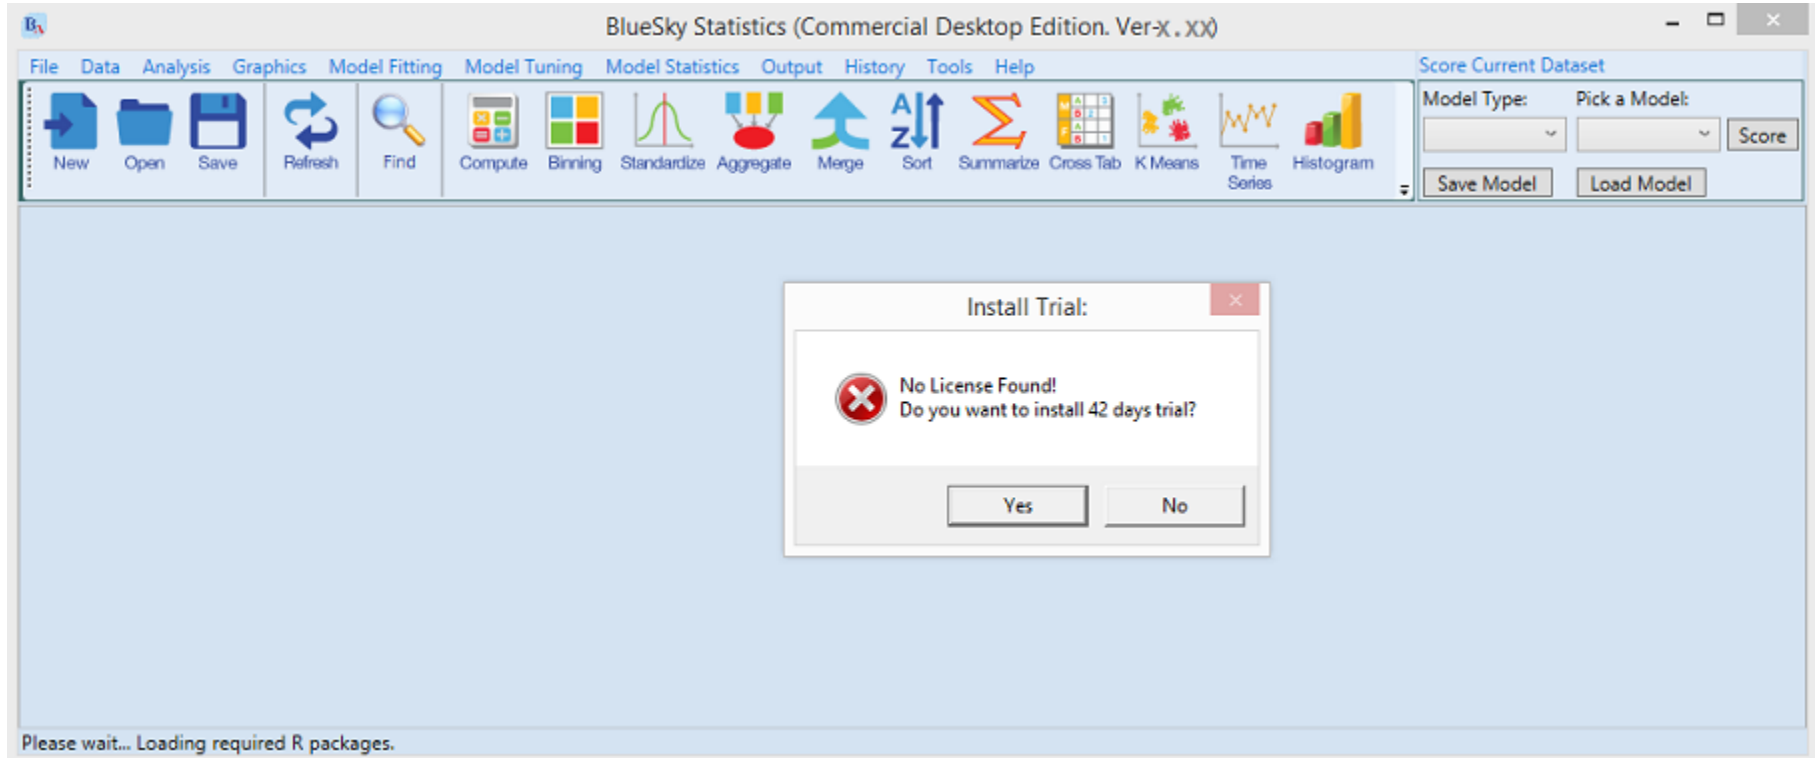 BlueSky Statistics (Commercial Desktop Edition. Ver-x.xx)
File Data Analysis Graphics Model Fitting Model Tuning Model Statistics Output History Tools Help
Score Current Dataset
New Open Save Refresh Find Compute Binning Standardize Aggregate Merge Sort Summarize Cross Tab K Means Time Series Histogram
Model Type: Pick a Model:
Score
Save Model Load Model
Install Trial:
No License Found!
Do you want to install 42 days trial?
Yes No
Please wait... Loading required R packages.